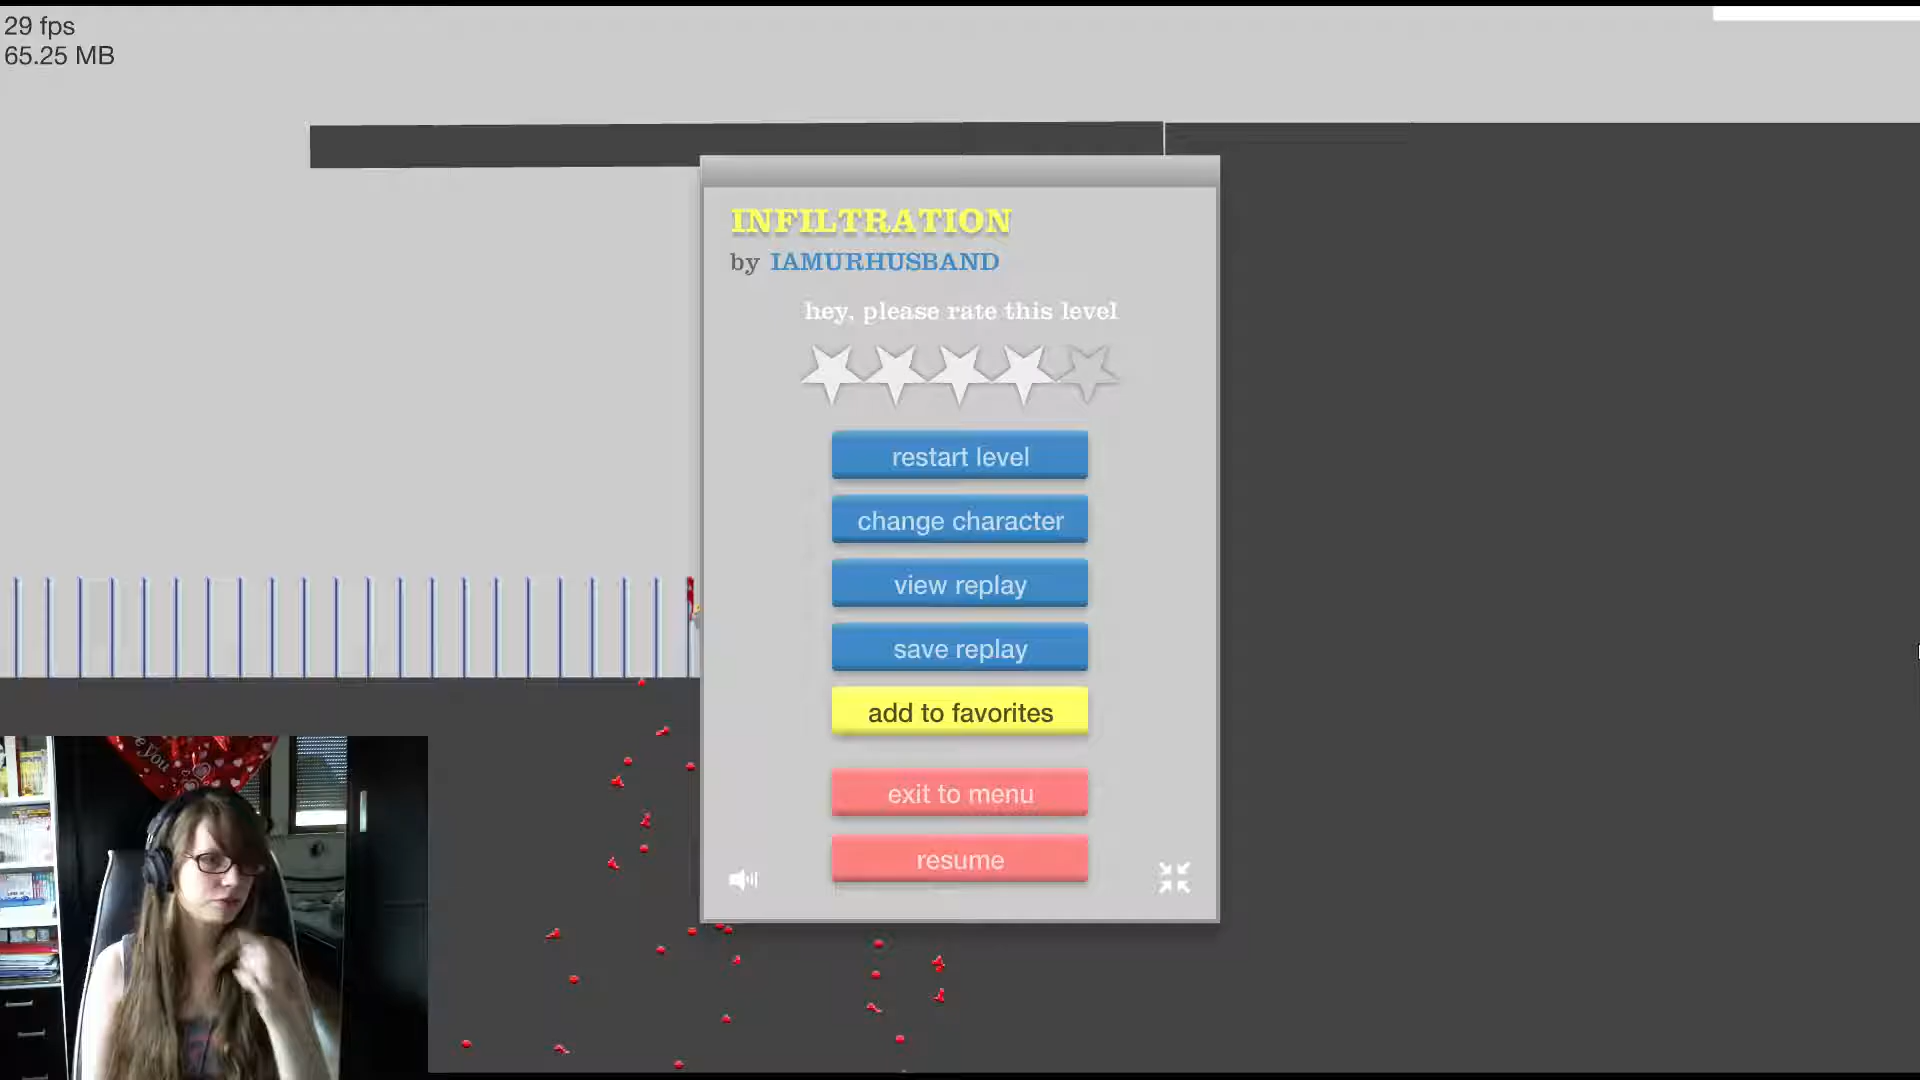 29 fps
65.25 MB
INFILTRATION
by IAMURHUSBAND
hey, please rate this level
restart level
change character
view replay
save replay
add to favorites
exit to menu
resume
you